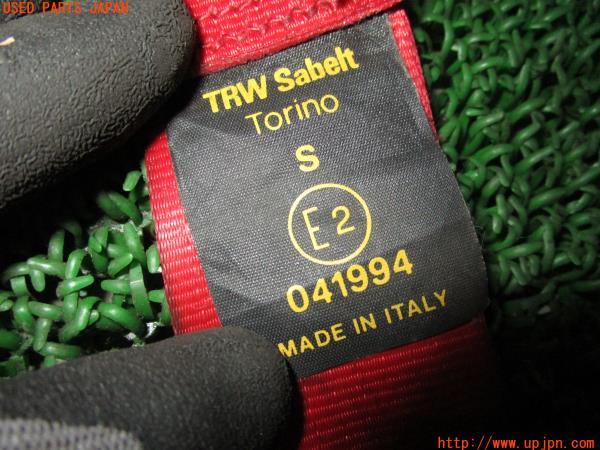 USED PARTS JAPAN
TRW Sabelt
Torino
S
E2
041994
MADE IN ITALY
http://www.upjpn.com/